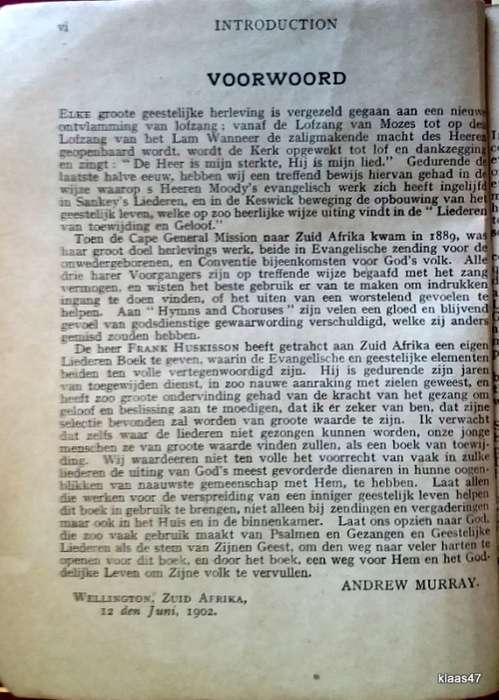 vi INTRODUCTION
VOORWOORD
ELKE groote geestelijke herleving is vergezeld gegaan aan een nieuwe
ontvlamming van lofzang; vanaf de Lofzang van Mozes tot op de
Lofzang van het Lam Wanneer de zaligmakende macht des Heeren
geopenbaard wordt, wordt de Kerk opgewekt tot lof en dankzegging
en zingt: "De Heer is mijn sterkte, Hij is mijn lied." Gedurende de
laatste halve eeuw, hebben wij een treffend bewijs hiervan gehad in de
wijze waarop s Heeren Moody's evangelisch werk zich heeft ingelijfd
in Sankey's Liederen, and in de Keswick beweging de opbouwing van het
geestelijk leven, welke op zoo heerlijke wijze uiting vindt in de "Liederen
van toewijding en Geloof."
Toen de Cape General Mission naar Zuid Afrika kwam in 1889, was
haar groot doel herlevings werk, beide in Evangelische zending voor de
onwedergeborenen, en Conventie bijeenkomsten voor God's volk. Alle
drie harer Voorgangers zijn op treffende wijze begaafd met het zang
vermogen, en wisten het beste gebruik er van te maken om indrukken
ingang te doen vinden, of het uiten van een worstelend gevoelen te
helpen. Aan "Hymns and Choruses" zijn velen een gloed en blijvend
gevoel van godsdienstige gewaarwording verschuldigd, welke zij anders
gemisd zouden hebben.
De heer FRANK HUSKISSON heeft getracht aan Zuid Afrika een eigen
Liederen Boek te geven, waarin de Evangelische en geestelijke elementen
beiden ten volle vertegenwoordigd zijn. Hij is gedurende zijn jaren
van toegewijden dienst, in zoo nauwe aanraking met zielen geweest, en
heeft zoo groote ondervinding gehad van de kracht van het gezang om
geloof en beslissing aan te moedigen, dat ik er zeker van ben, dat zijne
selectie bevonden zal worden van groote waarde te zijn. Ik verwacht
dat zelfs waar de liederen niet gezongen kunnen worden, onze jonge
menschen ze van groote waarde vinden zullen, als een boek van toewij-
ding. Wij waardeeren niet ten volle het voorrecht van vaak in zulke
liederen de uiting van God's meest gevorderde dienaren in hunne oogen-
blikken van naauwste gemeenschap met Hem, te hebben. Laat allen
die werken voor de verspreiding van een inniger geestelijk leven helpen
dit boek in gebruik te brengen, niet alleen bij zendingen en vergaderingen
maar ook in het Huis en in de binnenkamer. Laat ons opzien naar God,
die zoo vaak gebruik maakt van Psalmen en Gezangen en Geestelijke
Liederen als de stem van Zijnen Geest, om den weg naar veler harten te
openen voor dit boek, en door het boek, een weg voor Hem en het God-
delijke Leven om Zijne volk te vervullen.
ANDREW MURRAY.
WELLINGTON, ZUID AFRIKA,
12 den Juni, 1902.
klaas47